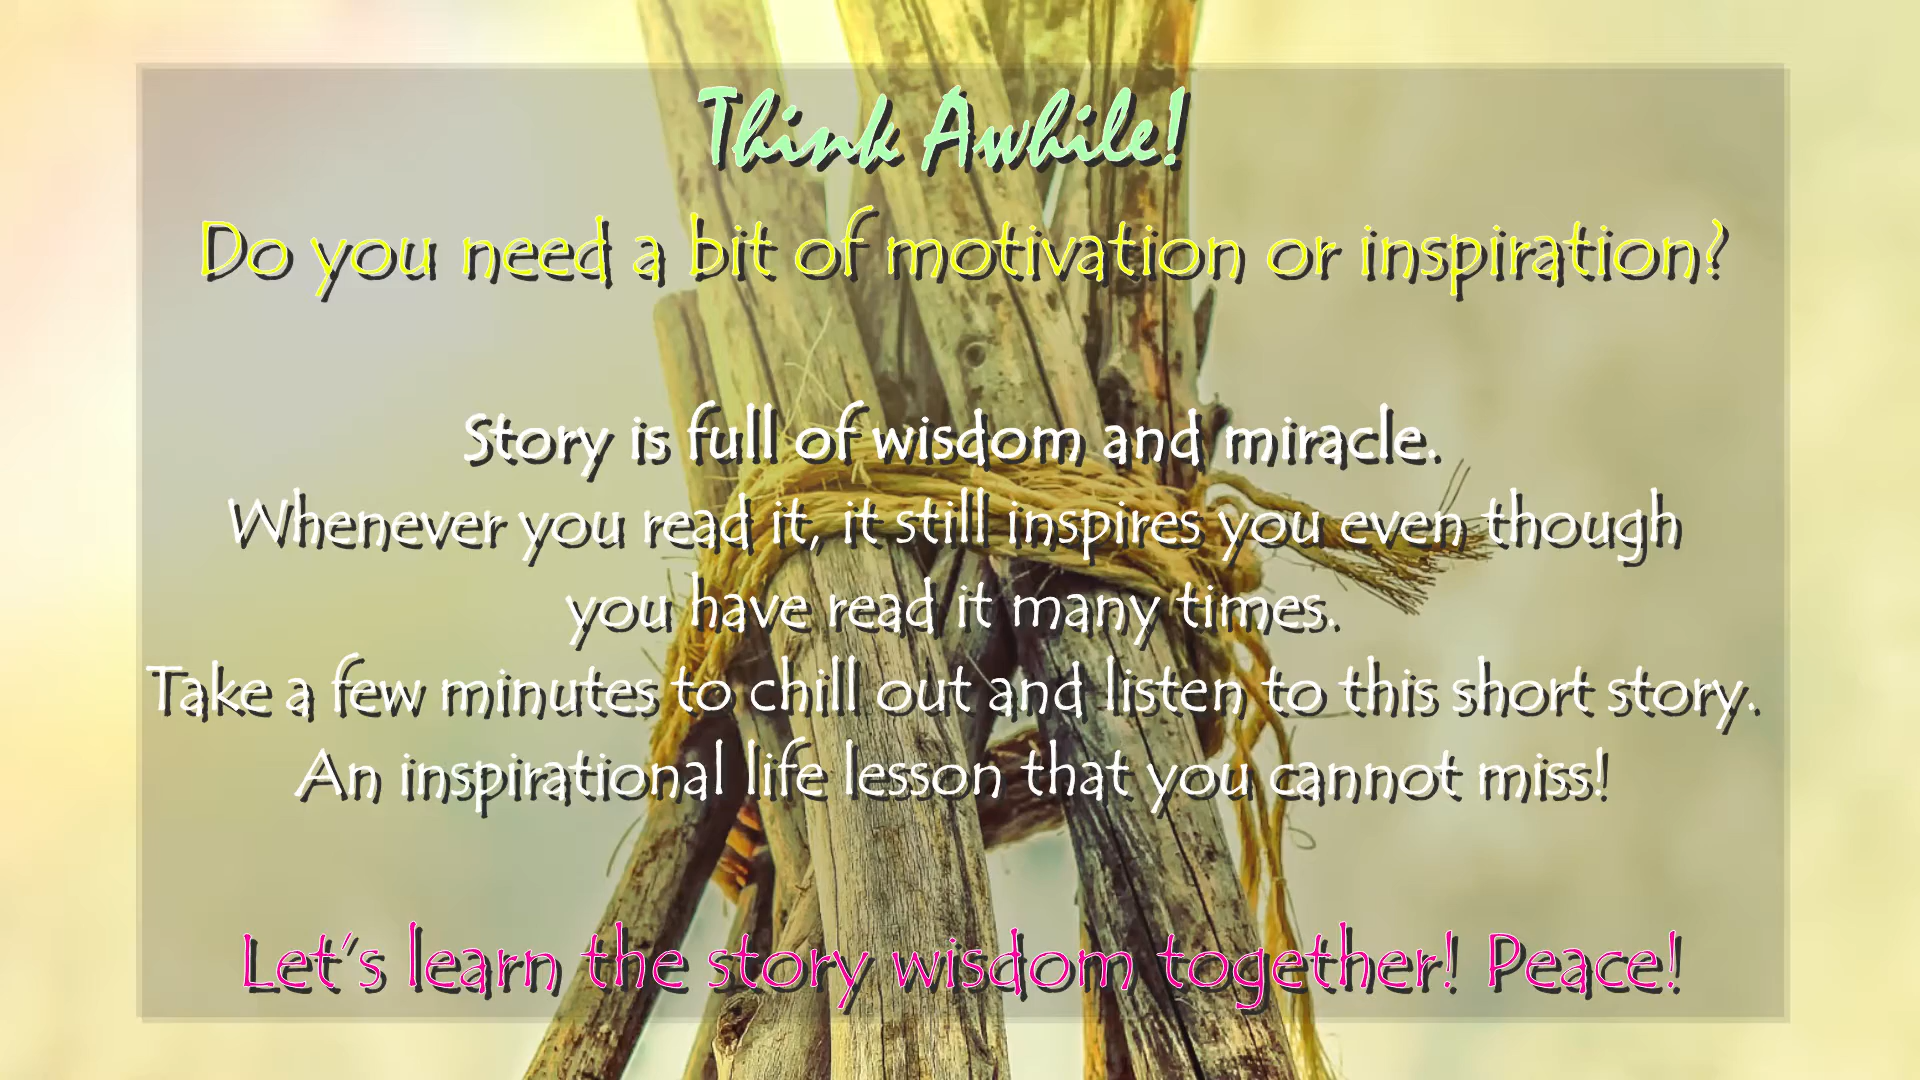 Think Awhile!
Do you need a bit of motivation or inspiration?
Story is full of wisdom and miracle.
Whenever you read it, it still inspires you even though
you have read it many times.
Take a few minutes to chill out and listen to this short story.
An inspirational life lesson that you cannot miss!
Let's learn the story wisdom together! Peace!